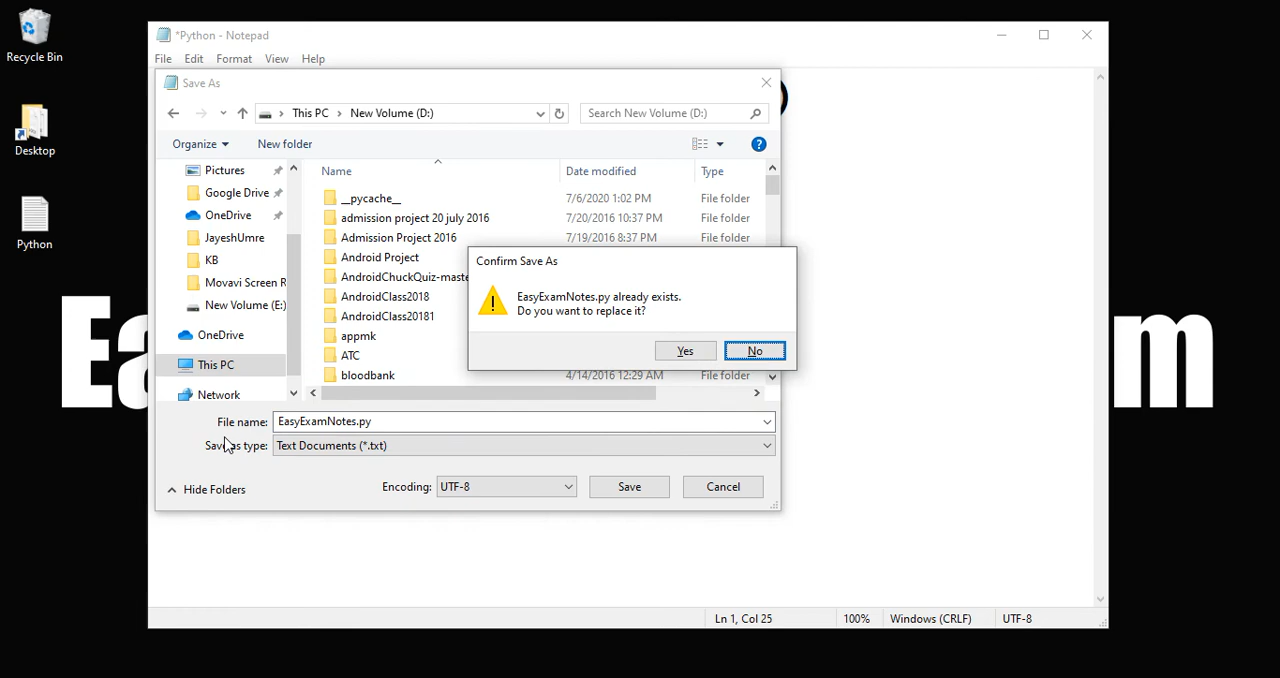 Recycle Bin
Desktop
Python
*Python - Notepad
File Edit Format View Help
Save As
This PC New Volume (D:)
Search New Volume (D:)
Organize New folder
Pictures
Google Drive
OneDrive
JayeshUmre
KB
Movavi Screen R
New Volume (E:)
OneDrive
This PC
Network
Name Date modified Type
__pycache__ 7/6/2020 1:02 PM File folder
admission project 20 july 2016 7/20/2016 10:37 PM File folder
Admission Project 2016 7/19/2016 8:37 PM File folder
Android Project
AndroidChuckQuiz-maste
AndroidClass2018
AndroidClass20181
appmk
ATC
bloodbank 4/14/2016 12:29 AM File folder
Confirm Save As
EasyExamNotes.py already exists.
Do you want to replace it?
Yes No
File name: EasyExamNotes.py
Save as type: Text Documents (*.txt)
Hide Folders Encoding: UTF-8 Save Cancel
Ln 1, Col 25 100% Windows (CRLF) UTF-8
Ea
m